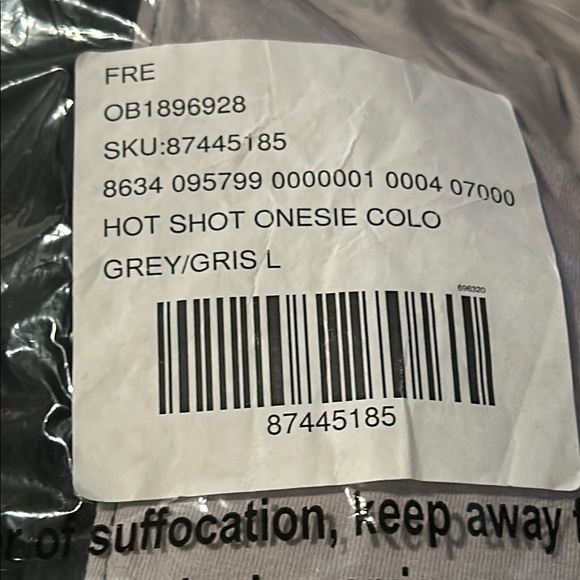 FRE
OB1896928
SKU:87445185
8634 095799 0000001 0004 07000
HOT SHOT ONESIE COLO
GREY/GRIS L
696320
87445185
of suffocation, keep away